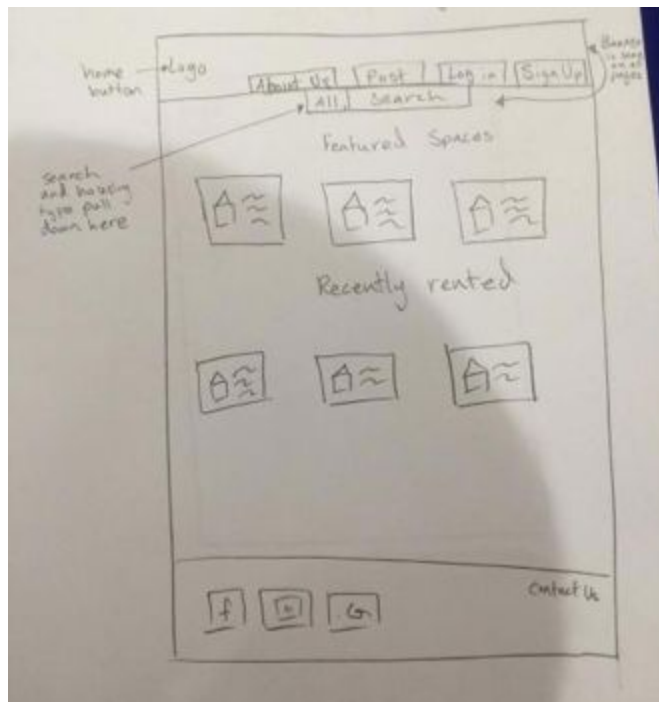 home
button
Logo
About Us
Post
Log in
Sign Up
Banner
is same
on all
pages
All
Search
search
and housing
type pull
down here
Featured Spaces
Recently rented
f
G
Contact Us